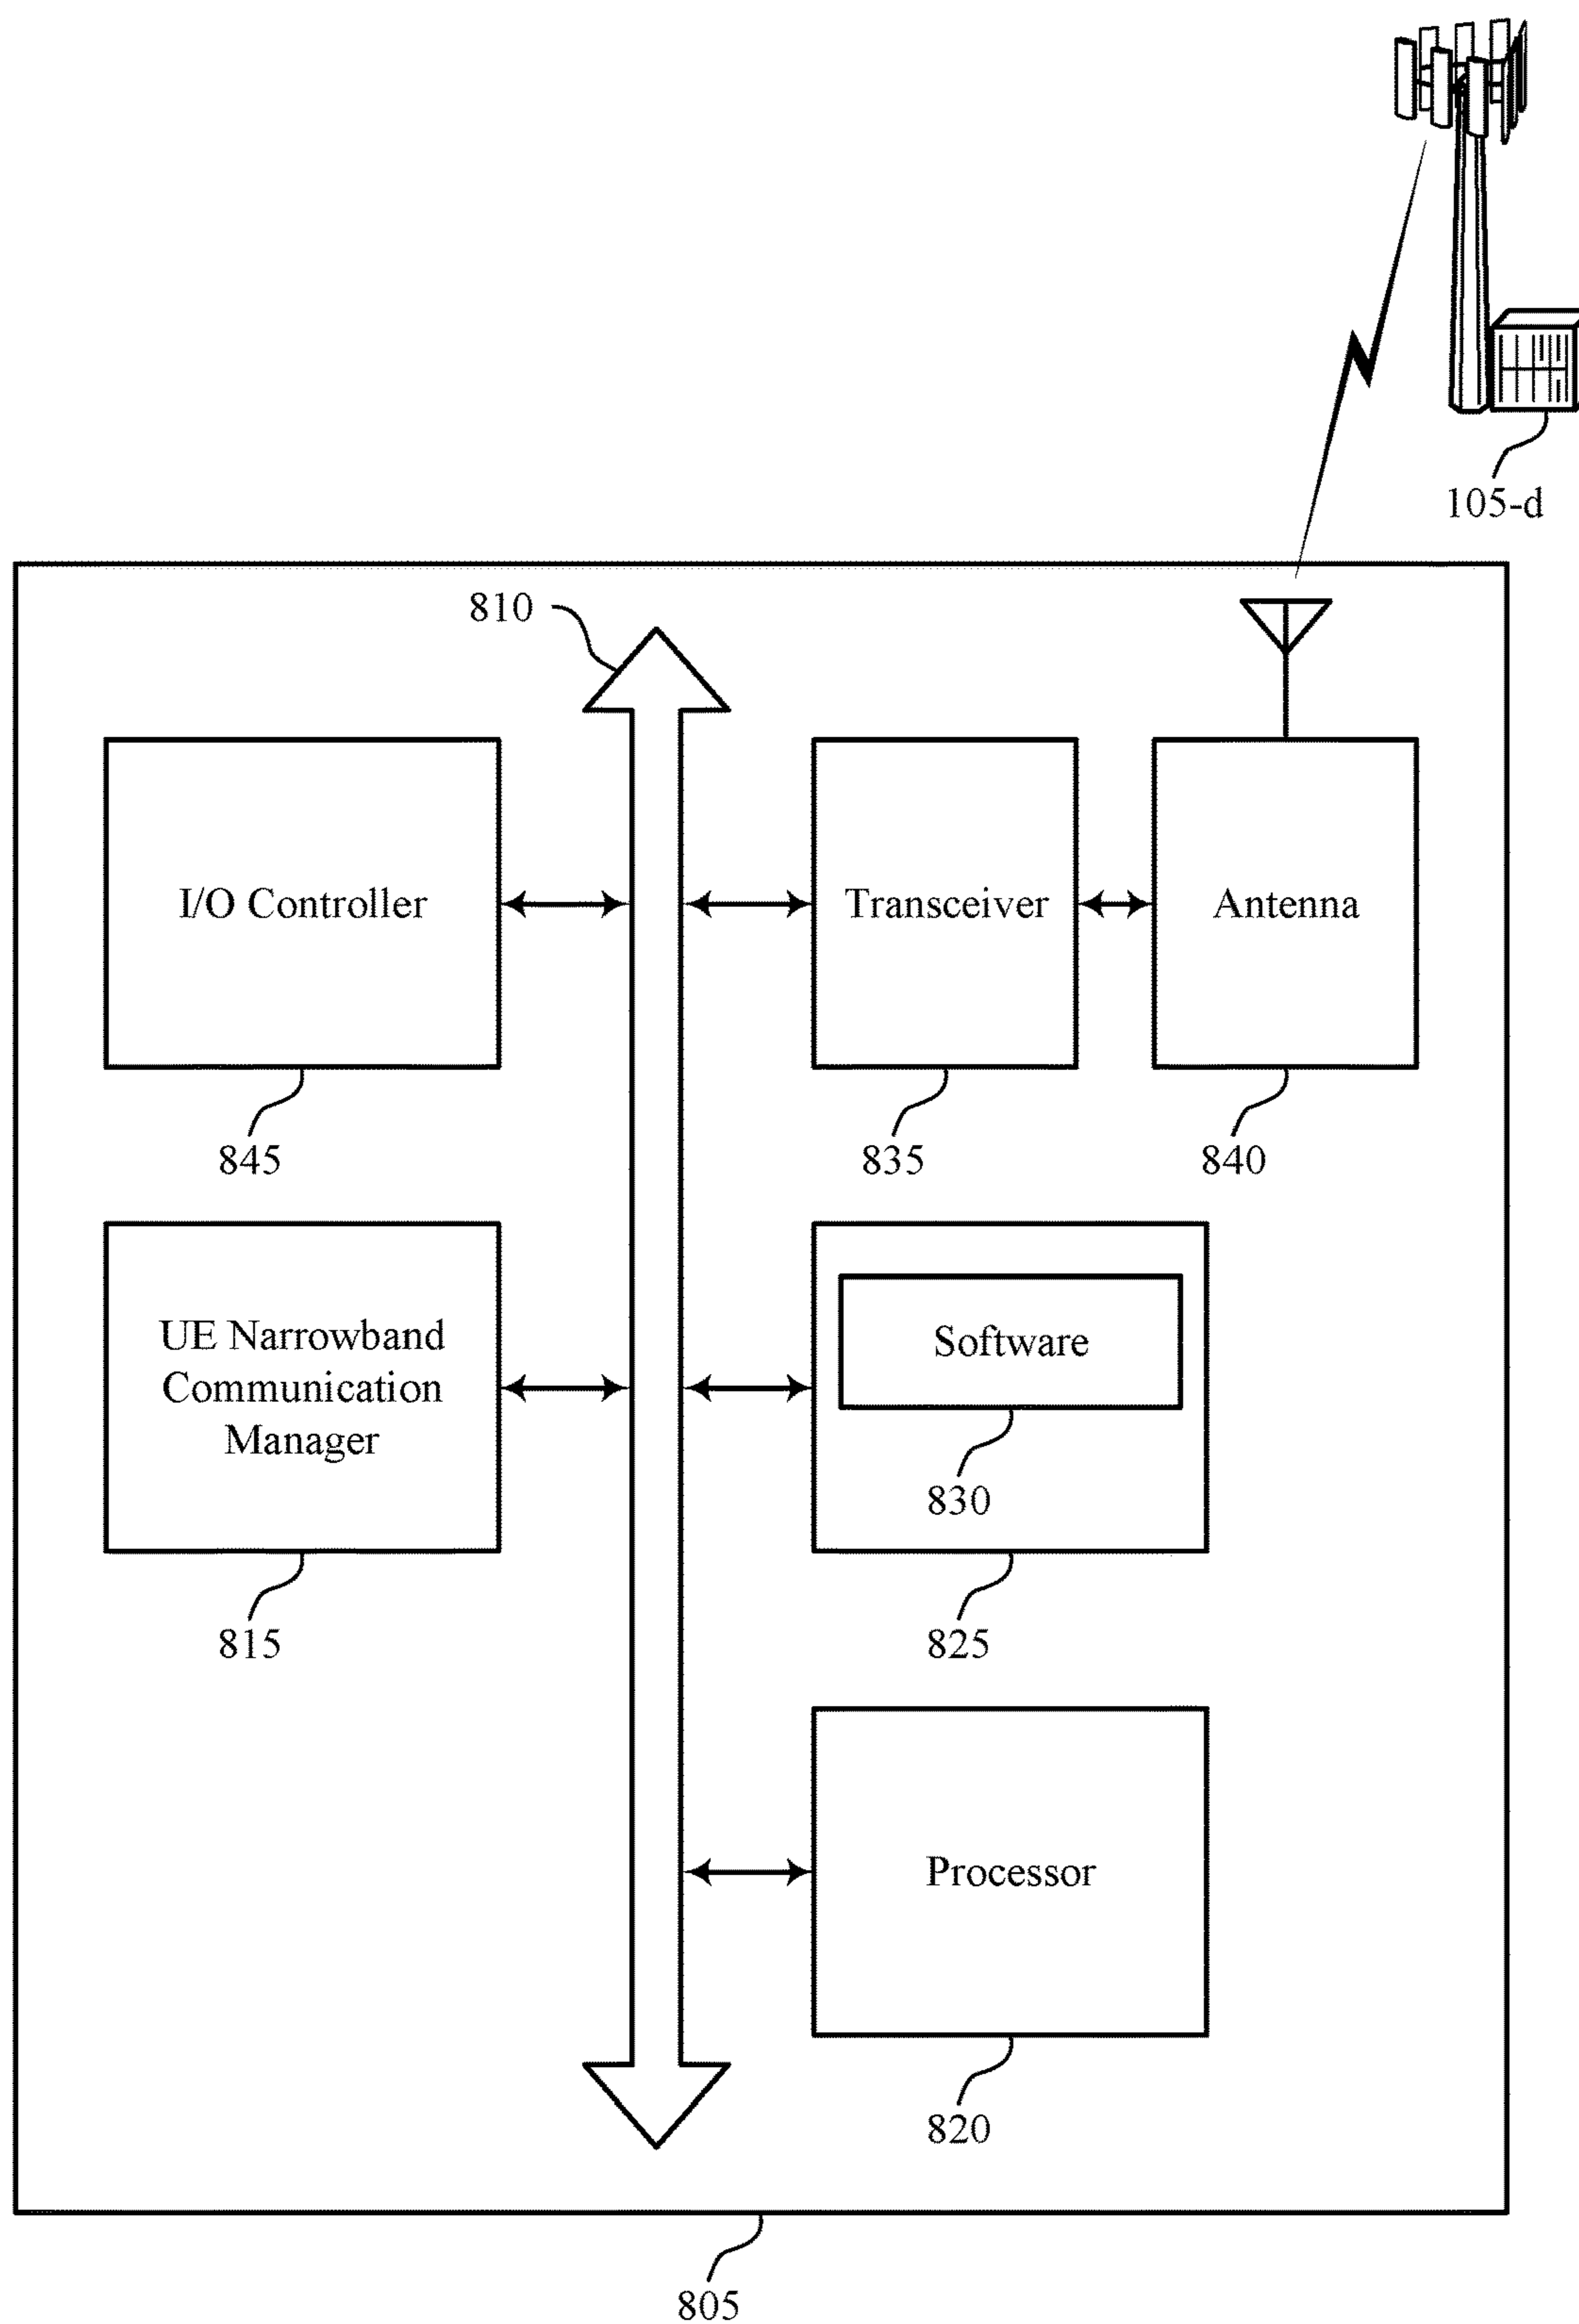 105-d
810
I/O Controller
Transceiver
Antenna
845
835
840
UE Narrowband
Communication
Manager
Software
830
815
825
Processor
820
805